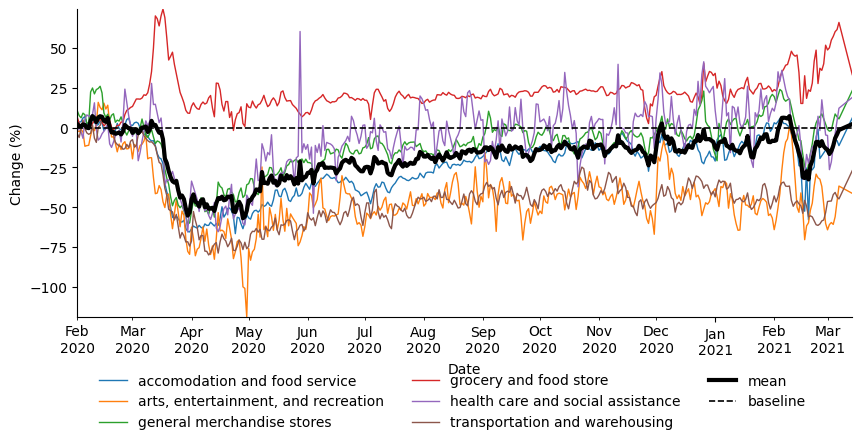 50
25
0
−25
−50
−75
−100
Change (%)
Feb Mar Apr May Jun Jul Aug Sep Oct Nov Dec Jan Feb Mar
2020 2020 2020 2020 2020 2020 2020 2020 2020 2020 2020 2021 2021 2021
Date
accomodation and food service
arts, entertainment, and recreation
general merchandise stores
grocery and food store
health care and social assistance
transportation and warehousing
mean
baseline